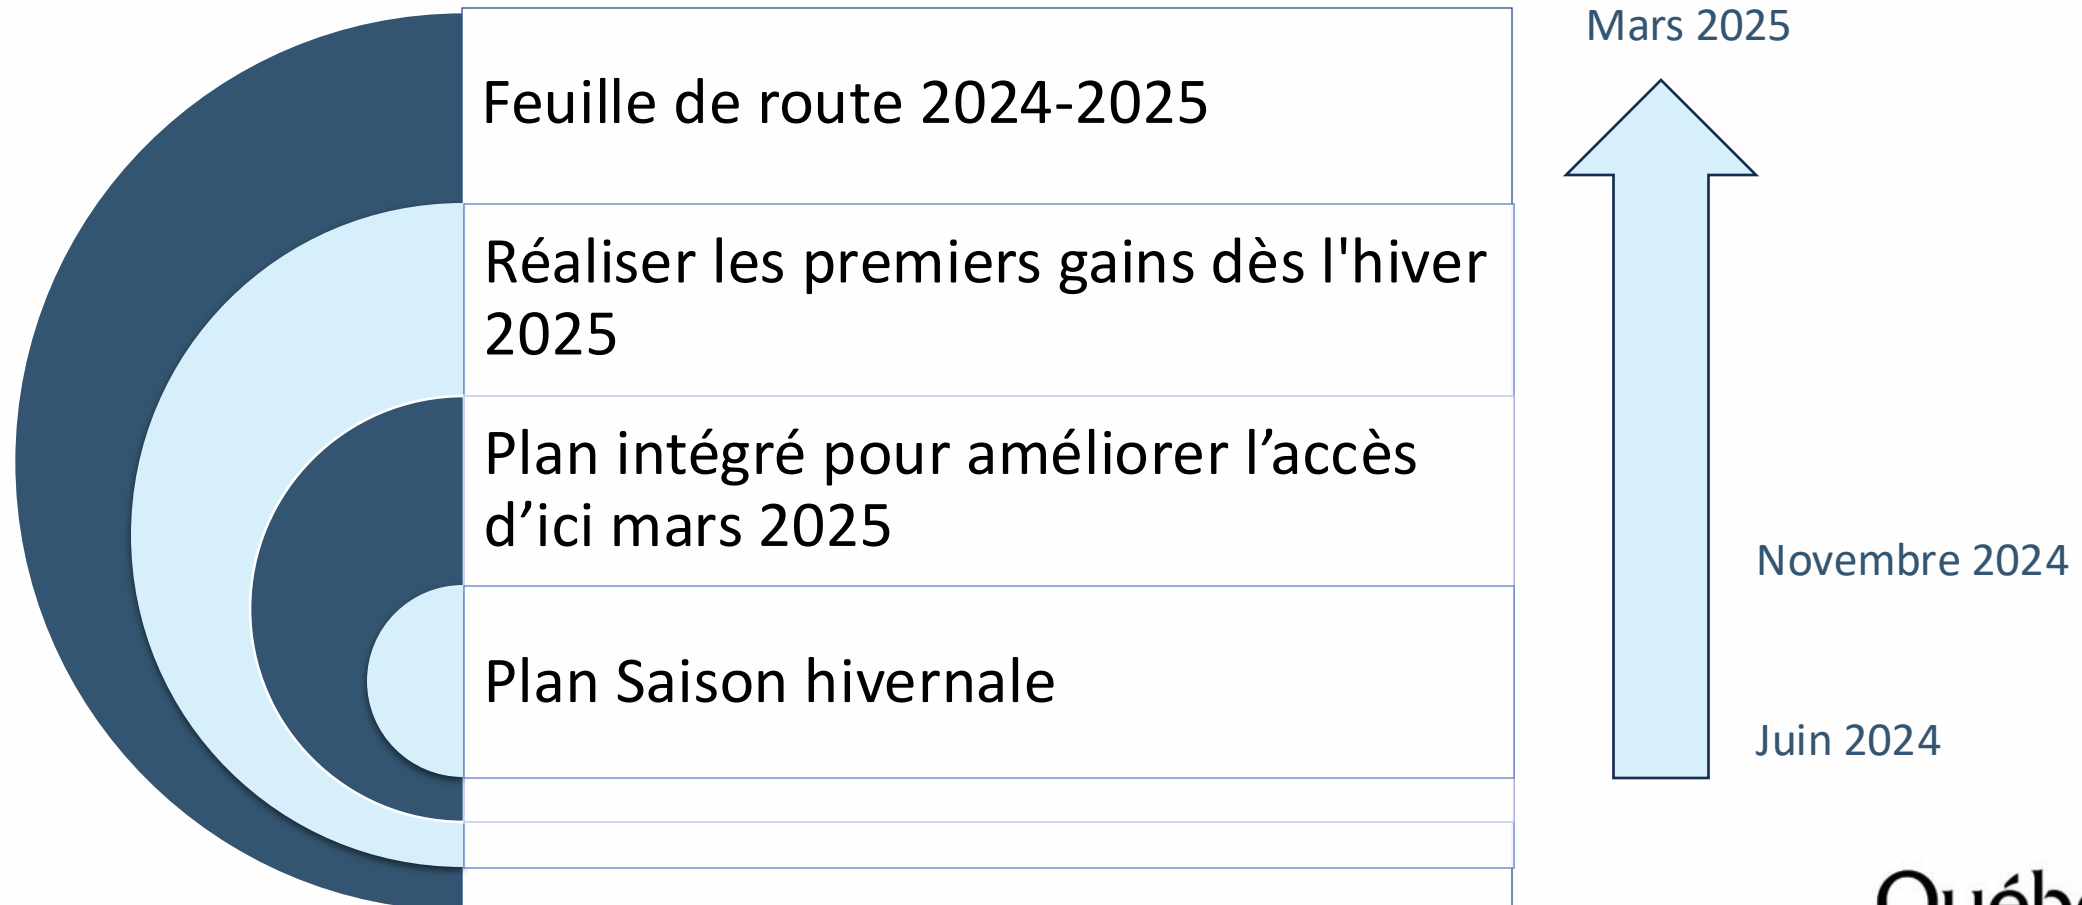 Feuille de route 2024-2025
Réaliser les premiers gains dès l'hiver
2025
Plan intégré pour améliorer l’accès
d’ici mars 2025
Plan Saison hivernale
Mars 2025
Novembre 2024
Juin 2024